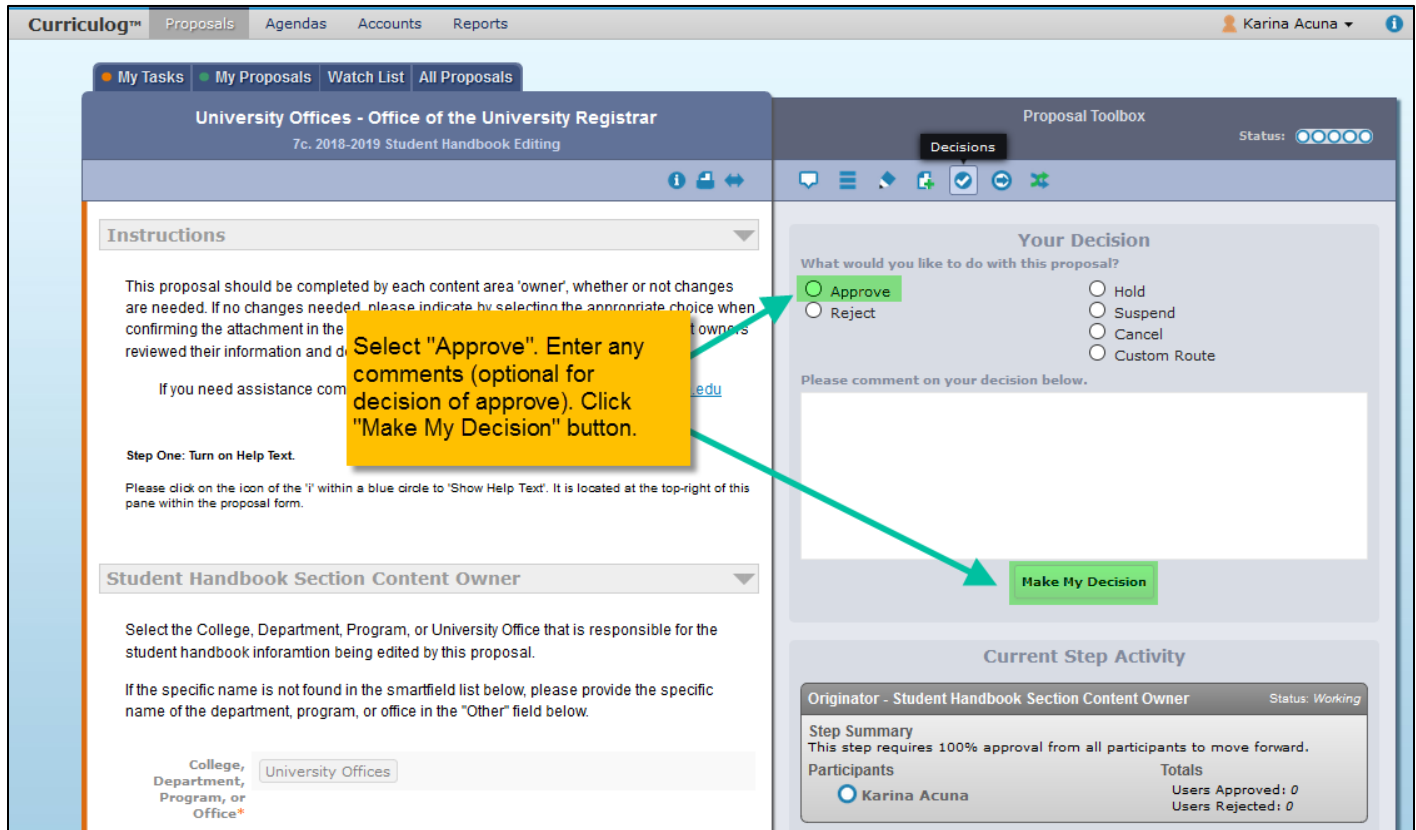 Curriculog™ Proposals Agendas Accounts Reports Karina Acuna
My Tasks My Proposals Watch List All Proposals
University Offices - Office of the University Registrar
7c. 2018-2019 Student Handbook Editing
Proposal Toolbox
Status:
Decisions
Instructions
This proposal should be completed by each content area 'owner', whether or not changes
are needed. If no changes needed, please indicate by selecting the appropriate choice when
confirming the attachment in the t owners
reviewed their information and d
If you need assistance com .edu
Select "Approve". Enter any
comments (optional for
decision of approve). Click
"Make My Decision" button.
Step One: Turn on Help Text.
Please click on the icon of the 'i' within a blue circle to 'Show Help Text'. It is located at the top-right of this
pane within the proposal form.
Student Handbook Section Content Owner
Select the College, Department, Program, or University Office that is responsible for the
student handbook inforamtion being edited by this proposal.
If the specific name is not found in the smartfield list below, please provide the specific
name of the department, program, or office in the "Other" field below.
College,
Department,
Program, or
Office*
University Offices
Your Decision
What would you like to do with this proposal?
Approve
Reject
Hold
Suspend
Cancel
Custom Route
Please comment on your decision below.
Make My Decision
Current Step Activity
Originator - Student Handbook Section Content Owner Status: Working
Step Summary
This step requires 100% approval from all participants to move forward.
Participants Totals
Karina Acuna
Users Approved: 0
Users Rejected: 0